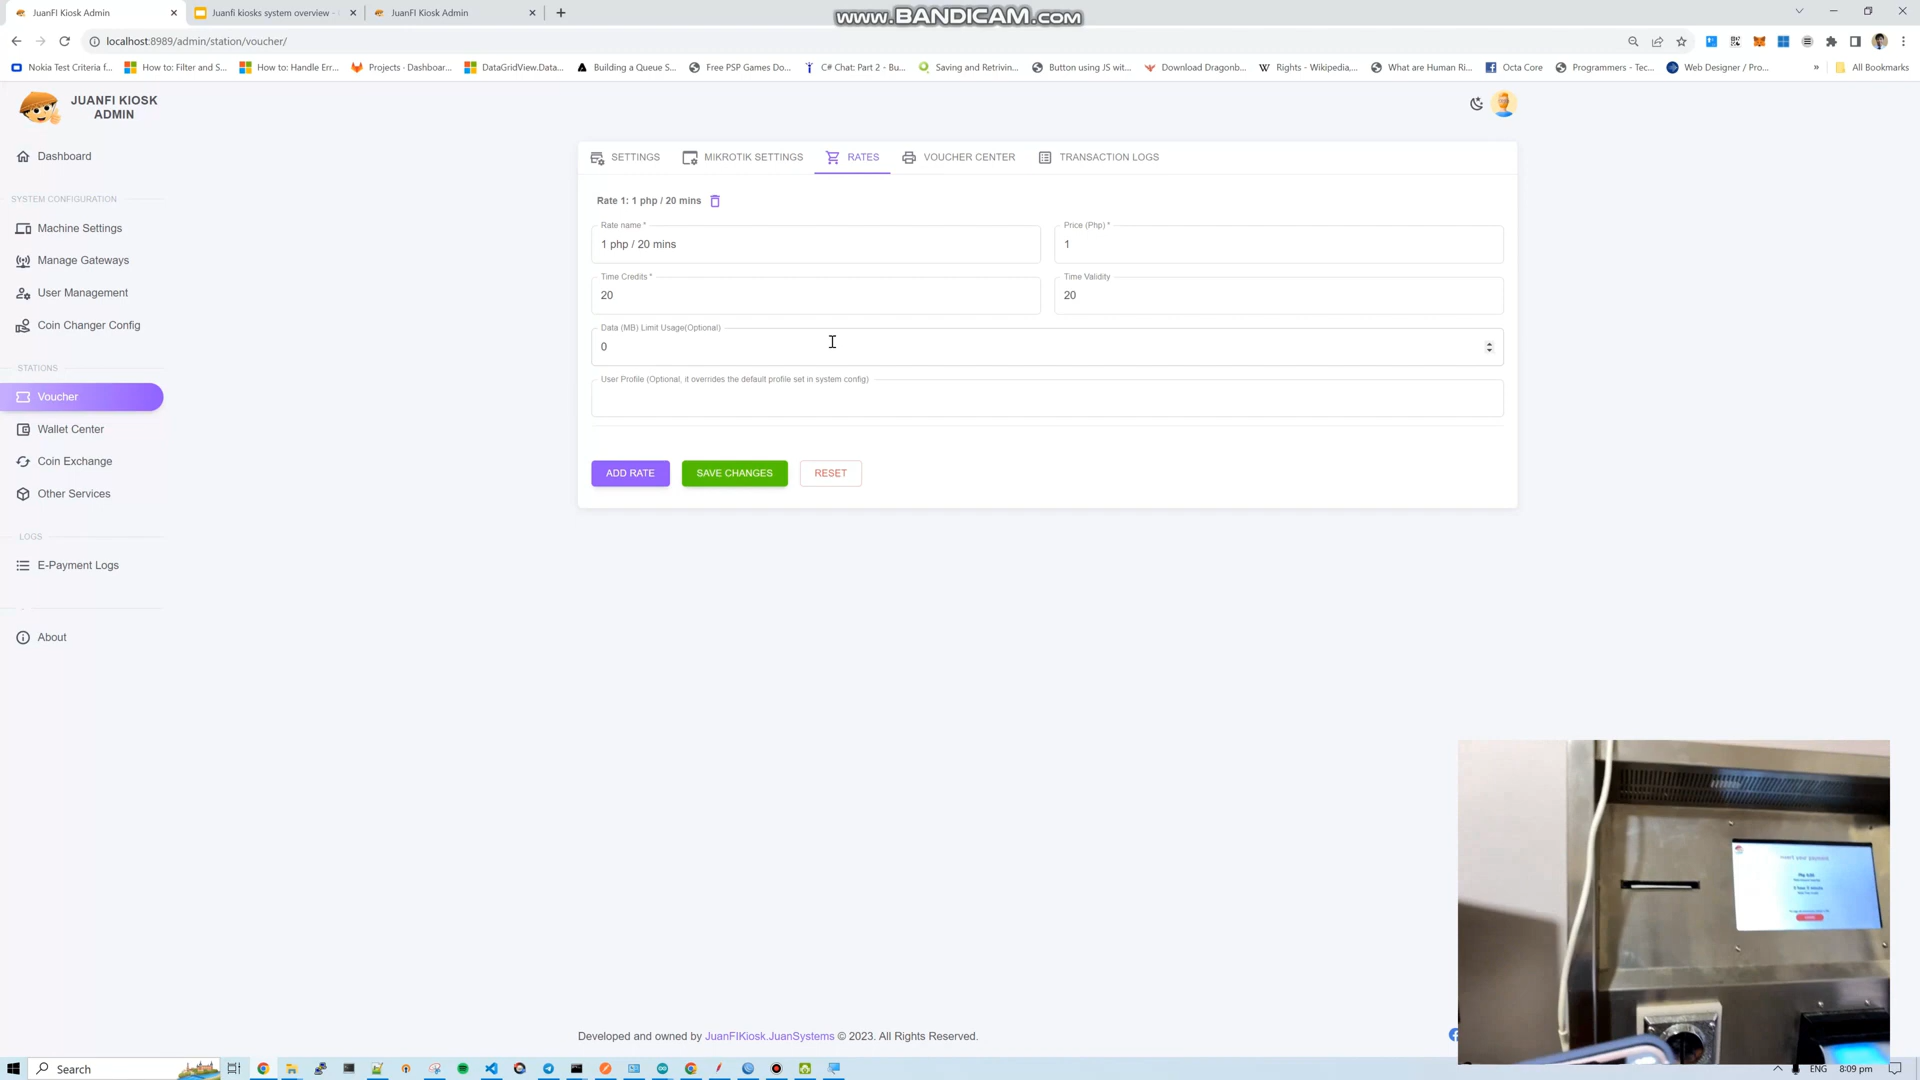 JuanFI Kiosk Admin
Juanfi kiosks system overview -
JuanFI Kiosk Admin
www.BANDICAM.com
localhost:8989/admin/station/voucher/
Nokia Test Criteria f...
How to: Filter and S...
How to: Handle Err...
Projects · Dashboar...
DataGridView.Data...
Building a Queue S...
Free PSP Games Do...
C# Chat: Part 2 - Bu...
Saving and Retrivin...
Button using JS wit...
Download Dragonb...
Rights - Wikipedia,...
What are Human Ri...
Octa Core
Programmers - Tec...
Web Designer / Pro...
»
All Bookmarks
JUANFI KIOSK
ADMIN
Dashboard
SYSTEM CONFIGURATION
Machine Settings
Manage Gateways
User Management
Coin Changer Config
STATIONS
Voucher
Wallet Center
Coin Exchange
Other Services
LOGS
E-Payment Logs
About
SETTINGS
MIKROTIK SETTINGS
RATES
VOUCHER CENTER
TRANSACTION LOGS
Rate 1: 1 php / 20 mins
Rate name *
1 php / 20 mins
Price (Php) *
1
Time Credits *
20
Time Validity
20
Data (MB) Limit Usage(Optional)
0
User Profile (Optional, it overrides the default profile set in system config)
ADD RATE
SAVE CHANGES
RESET
Developed and owned by JuanFIKiosk.JuanSystems © 2023. All Rights Reserved.
Search
ENG
8:09 pm